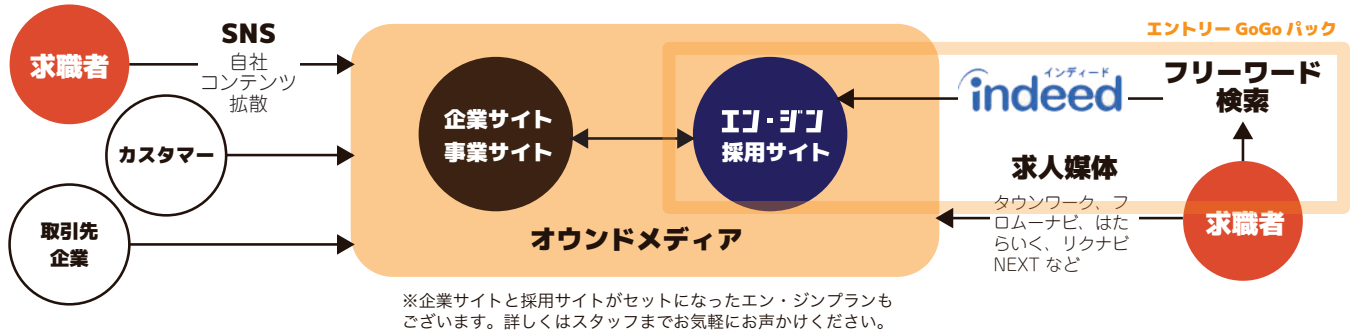 求職者
SNS
自社
コンテンツ
拡散
カスタマー
取引先
企業
企業サイト
事業サイト
エン・ジン
採用サイト
オウンドメディア
エントリー GoGo パック
インディード
indeed
フリーワード
検索
求人媒体
タウンワーク、フ
ロムーナビ、はた
らいく、リクナビ
NEXT など
求職者
※企業サイトと採用サイトがセットになったエン・ジンプランも
ございます。詳しくはスタッフまでお気軽にお声かけください。